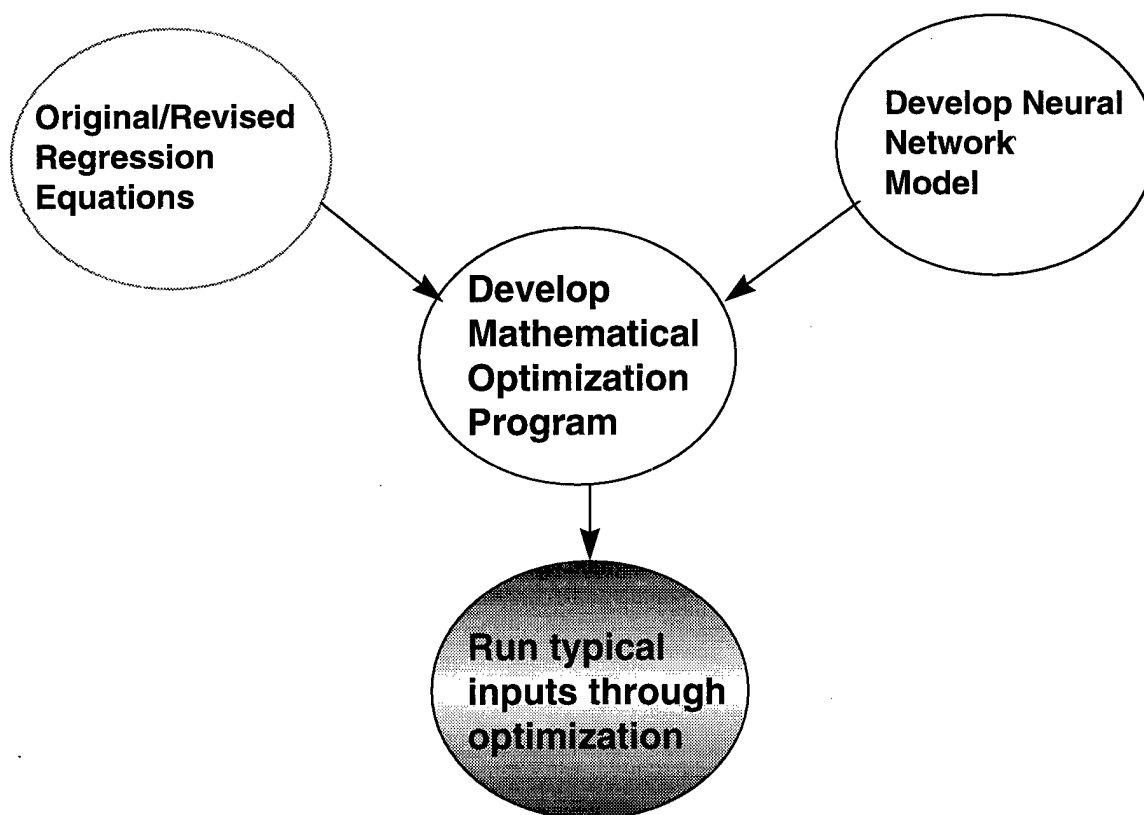 Original/Revised
Regression
Equations
Develop Neural
Network
Model
Develop
Mathematical
Optimization
Program
Run typical
inputs through
optimization